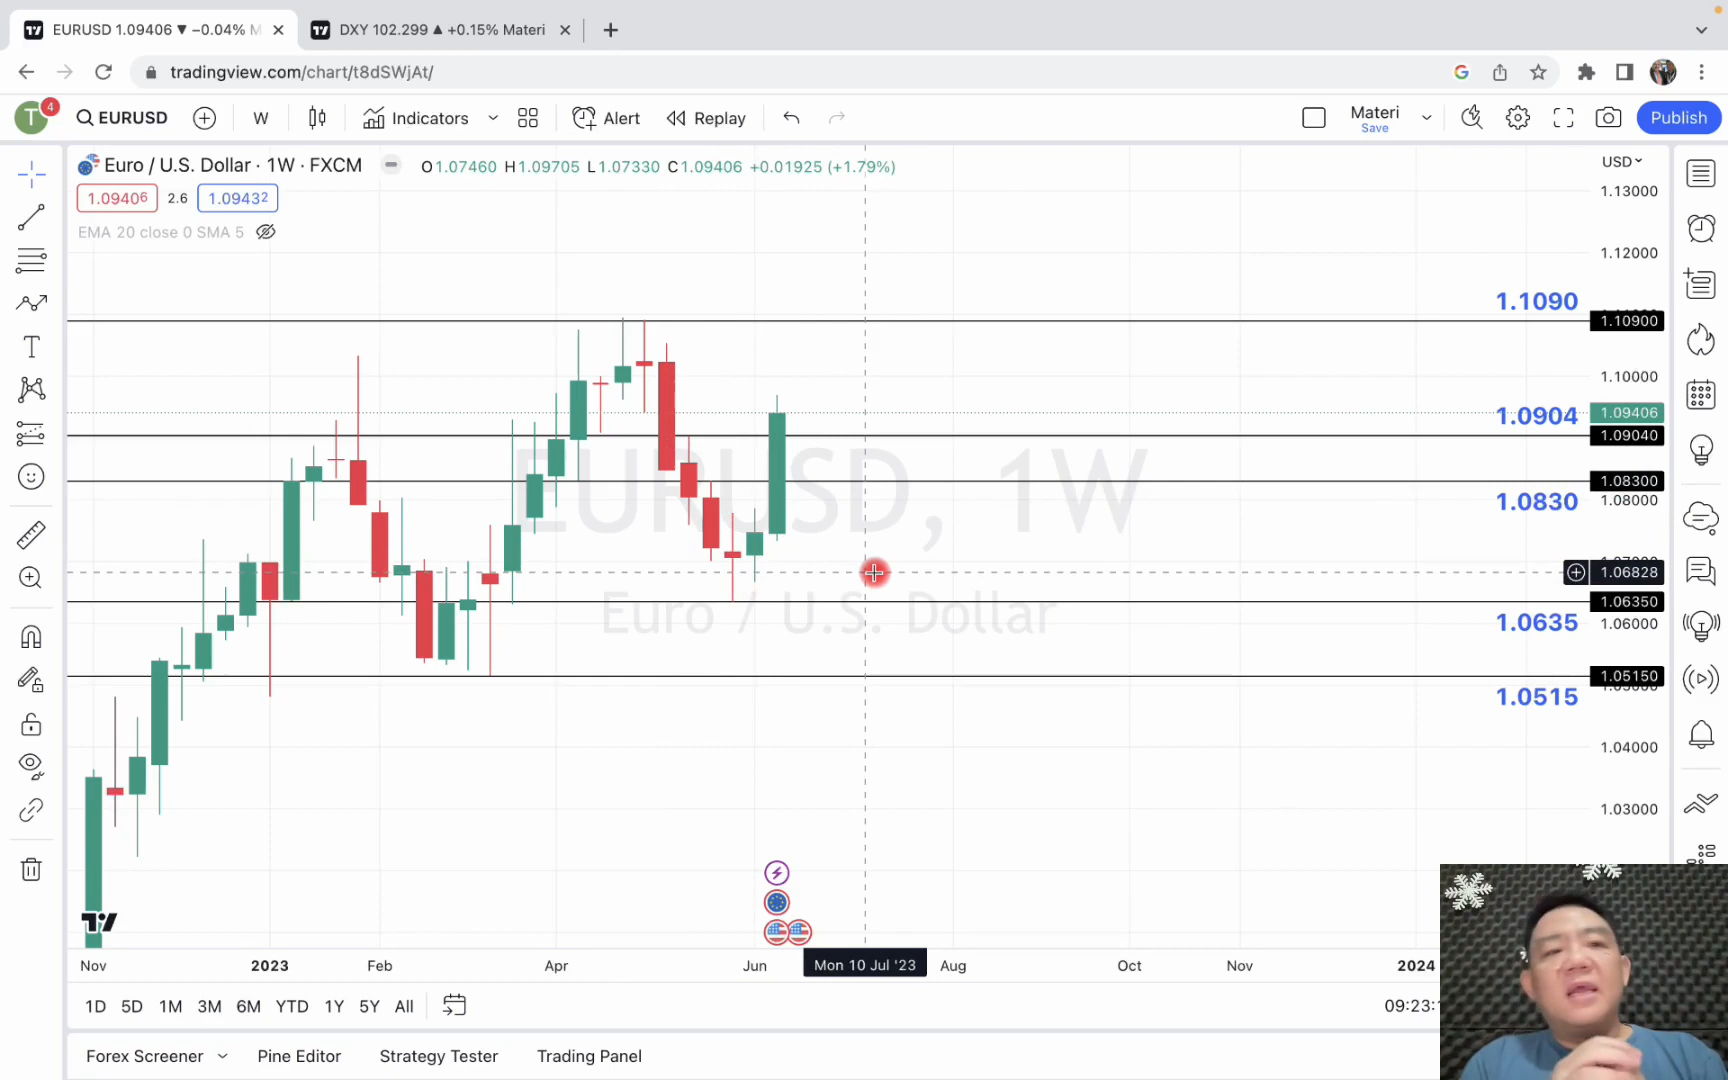 EURUSD 1.09406 ▼ −0.04% M
DXY 102.299 ▲ +0.15% Materi
tradingview.com/chart/t8dSWjAt/
T
4
EURUSD
W
Indicators
Alert
Replay
Materi
Save
Publish
Euro / U.S. Dollar · 1W · FXCM
O1.07460 H1.09705 L1.07330 C1.09406 +0.01925 (+1.79%)
USD
1.09406
2.6
1.09432
EMA 20 close 0 SMA 5
1.13000
1.12000
1.1090
1.10900
1.10000
1.0904
1.09406
1.09040
1.08300
1.0830
1.08000
EURUSD, 1W
Euro / U.S. Dollar
1.06828
1.06350
1.0635
1.06000
1.05150
1.0515
1.04000
1.03000
Nov
2023
Feb
Apr
Jun
Mon 10 Jul '23
Aug
Oct
Nov
2024
1D 5D 1M 3M 6M YTD 1Y 5Y All
09:23:
Forex Screener
Pine Editor
Strategy Tester
Trading Panel